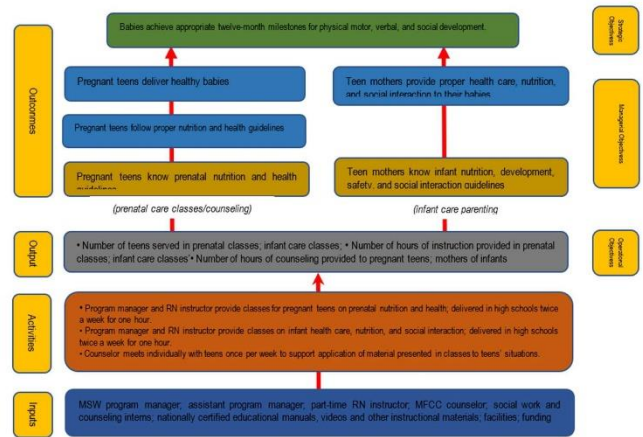 Babies achieve appropriate twelve-month milestones for physical motor, verbal, and social development.
Strategic
Objectivess
Pregnant teens deliver healthy babies
Teen mothers provide proper health care, nutrition,
and social interaction to their babies
Outconmes
Managerial Objectivess
Pregnant teens follow proper nutrition and health guidelines
Pregnant teens know prenatal nutrition and health
guidelines
Teen mothers know infant nutrition, development,
safety, and social interaction guidelines
(prenatal care classes/counseling)
(infant care parenting
Output
• Number of teens served in prenatal classes; infant care classes; • Number of hours of instruction provided in prenatal
classes; infant care classes • Number of hours of counseling provided to pregnant teens; mothers of infants
Operational
Objectivess
Activities
• Program manager and RN instructor provide classes for pregnant teens on prenatal nutrition and health; delivered in high schools twice
a week for one hour.
• Program manager and RN instructor provide classes on infant health care, nutrition, and social interaction; delivered in high schools
twice a week for one hour.
• Counselor meets individually with teens once per week to support application of material presented in classes to teens' situations.
Inputs
MSW program manager; assistant program manager; part-time RN instructor; MFCC counselor; social work and
counseling interns; nationally certified educational manuals, videos and other instructional materials; facilities; funding